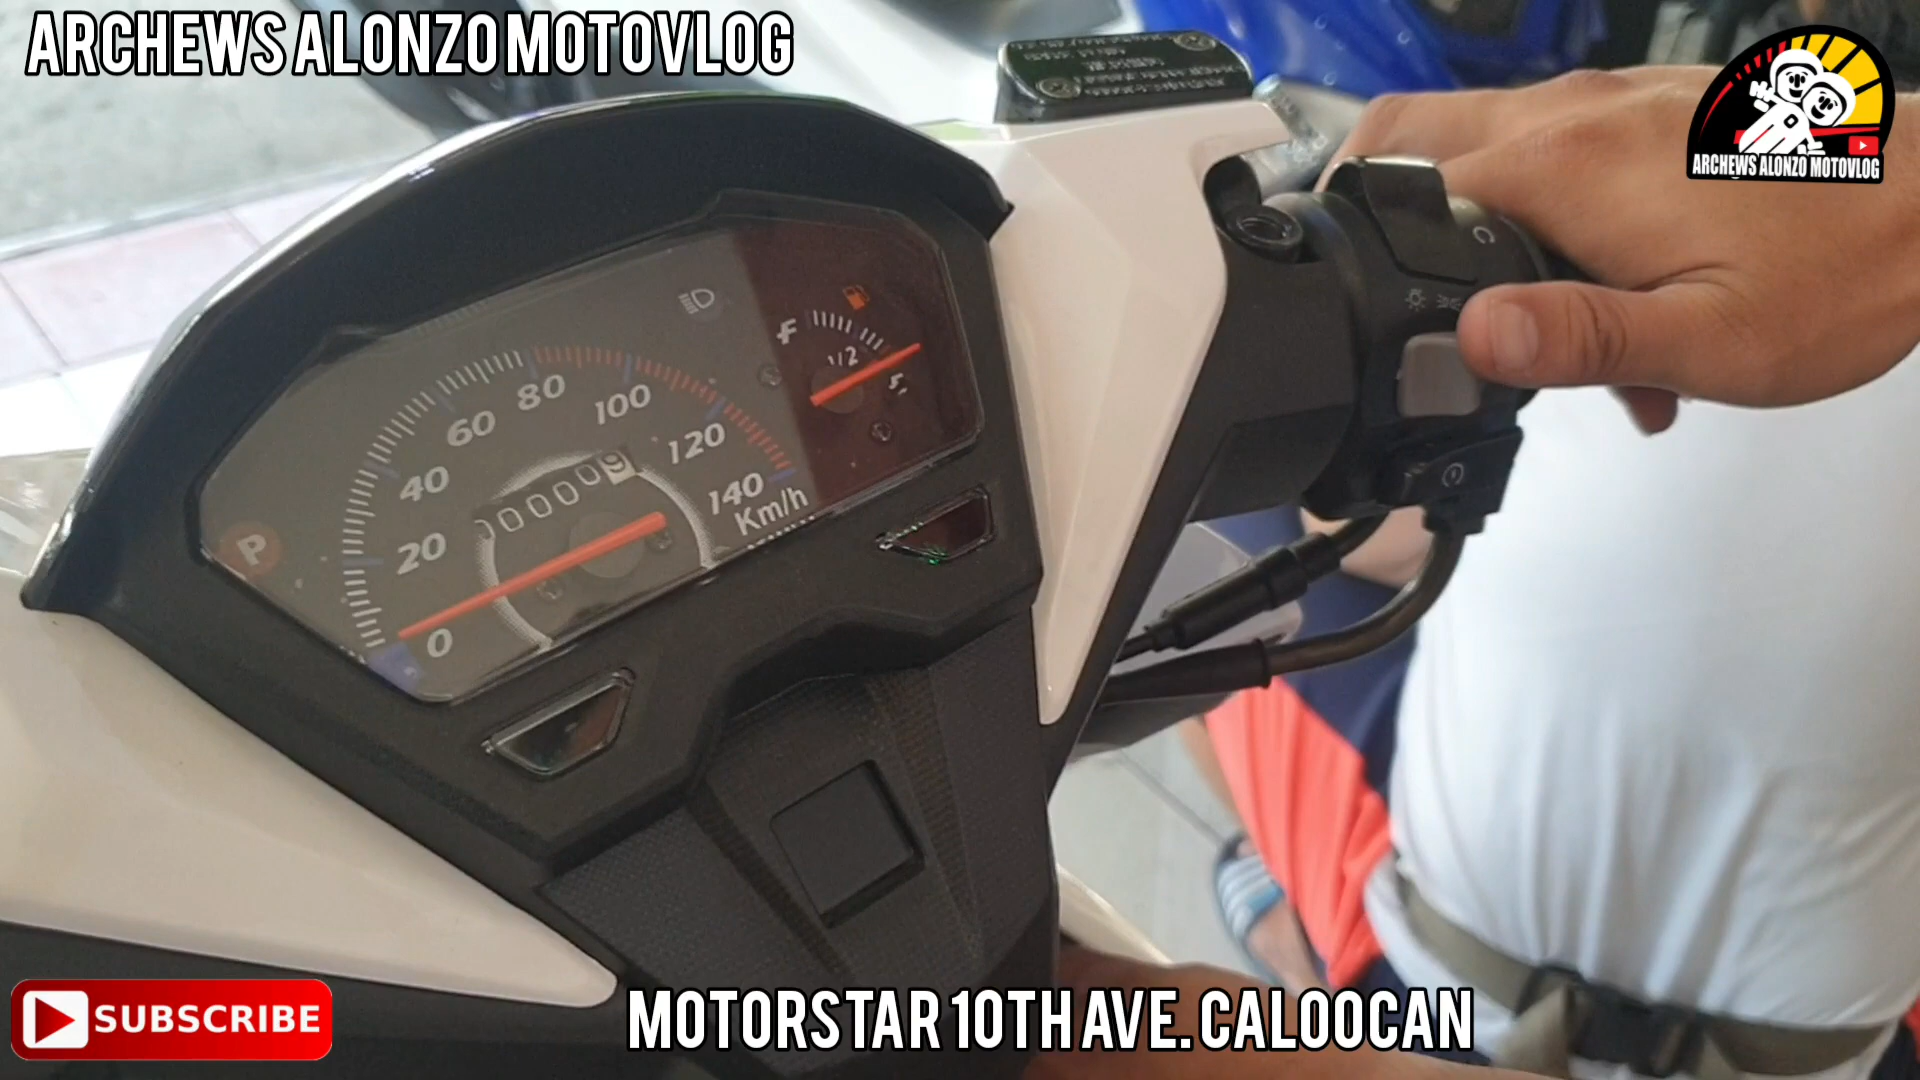 ARCHEWS ALONZO MOTOVLOG
ARCHEWS ALONZO MOTOVLOG
F
1/2
80
100
60
120
40
140
Km/h
000009
20
P
0
SUBSCRIBE
MOTORSTAR 10TH AVE. CALOOCAN